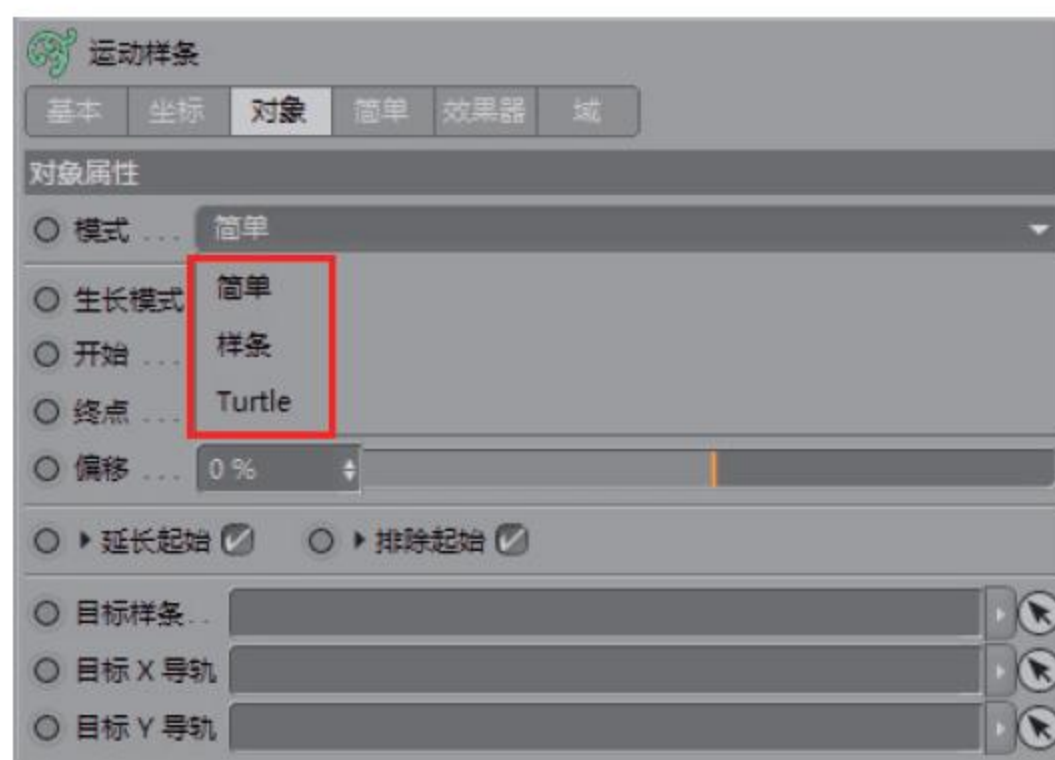 运动样条
基本 坐标 对象 简单 效果器 域
对象属性
模式 . . . 简单
简单
生长模式
样条
开始 . . .
Turtle
终点 . . .
偏移 . . . 0 %
延长起始 排除起始
目标样条. .
目标 X 导轨
目标 Y 导轨